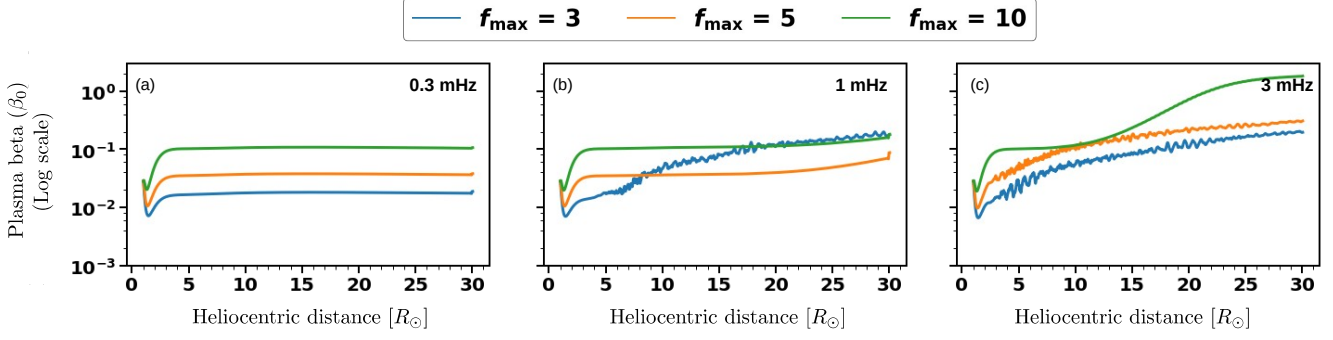 f_max = 3 f_max = 5 f_max = 10
Plasma beta (β₀)
(Log scale)
(a) 0.3 mHz
(b) 1 mHz
(c) 3 mHz
10⁰
10⁻¹
10⁻²
10⁻³
0 5 10 15 20 25 30
0 5 10 15 20 25 30
0 5 10 15 20 25 30
Heliocentric distance [R☉]
Heliocentric distance [R☉]
Heliocentric distance [R☉]